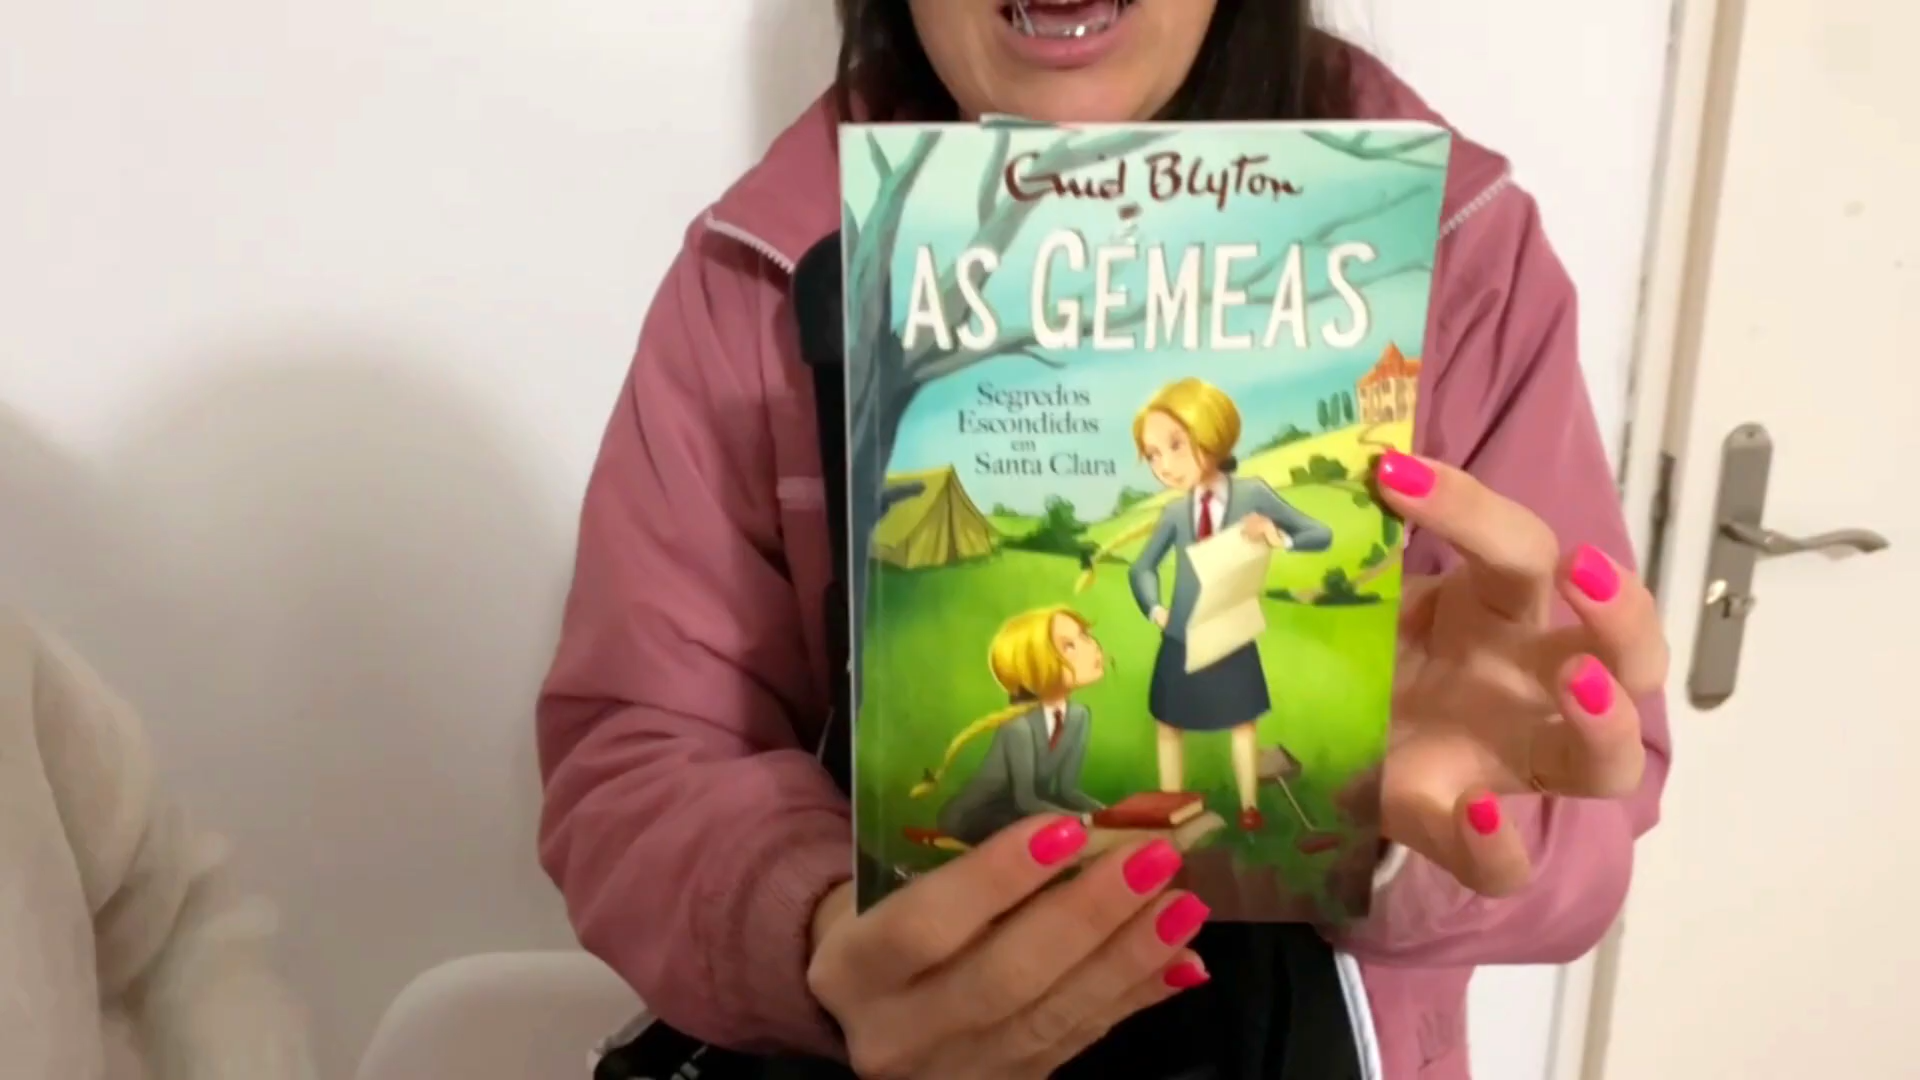 Enid Blyton
AS GÉMEAS
Segredos
Escondidos
em
Santa Clara